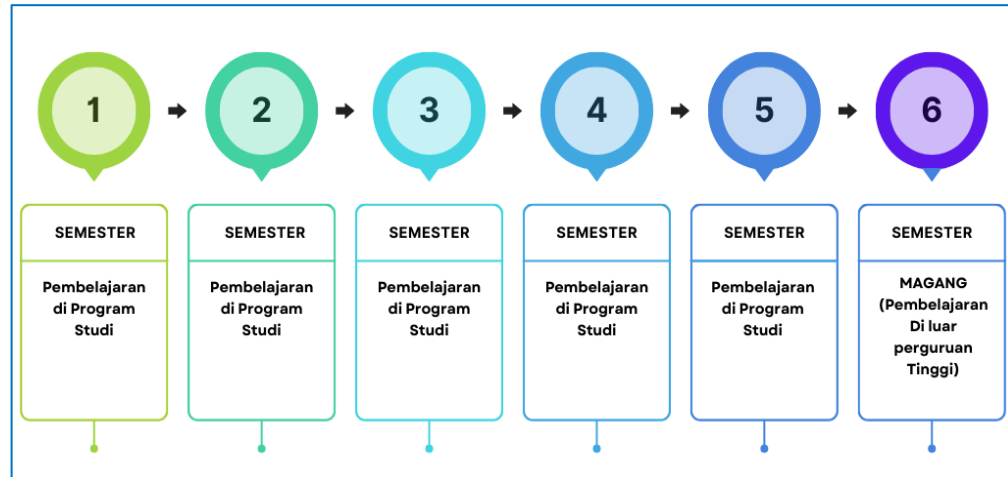 1
2
3
4
5
6
SEMESTER
Pembelajaran
di Program
Studi
SEMESTER
Pembelajaran
di Program
Studi
SEMESTER
Pembelajaran
di Program
Studi
SEMESTER
Pembelajaran
di Program
Studi
SEMESTER
Pembelajaran
di Program
Studi
SEMESTER
MAGANG
(Pembelajaran
Di luar
perguruan
Tinggi)